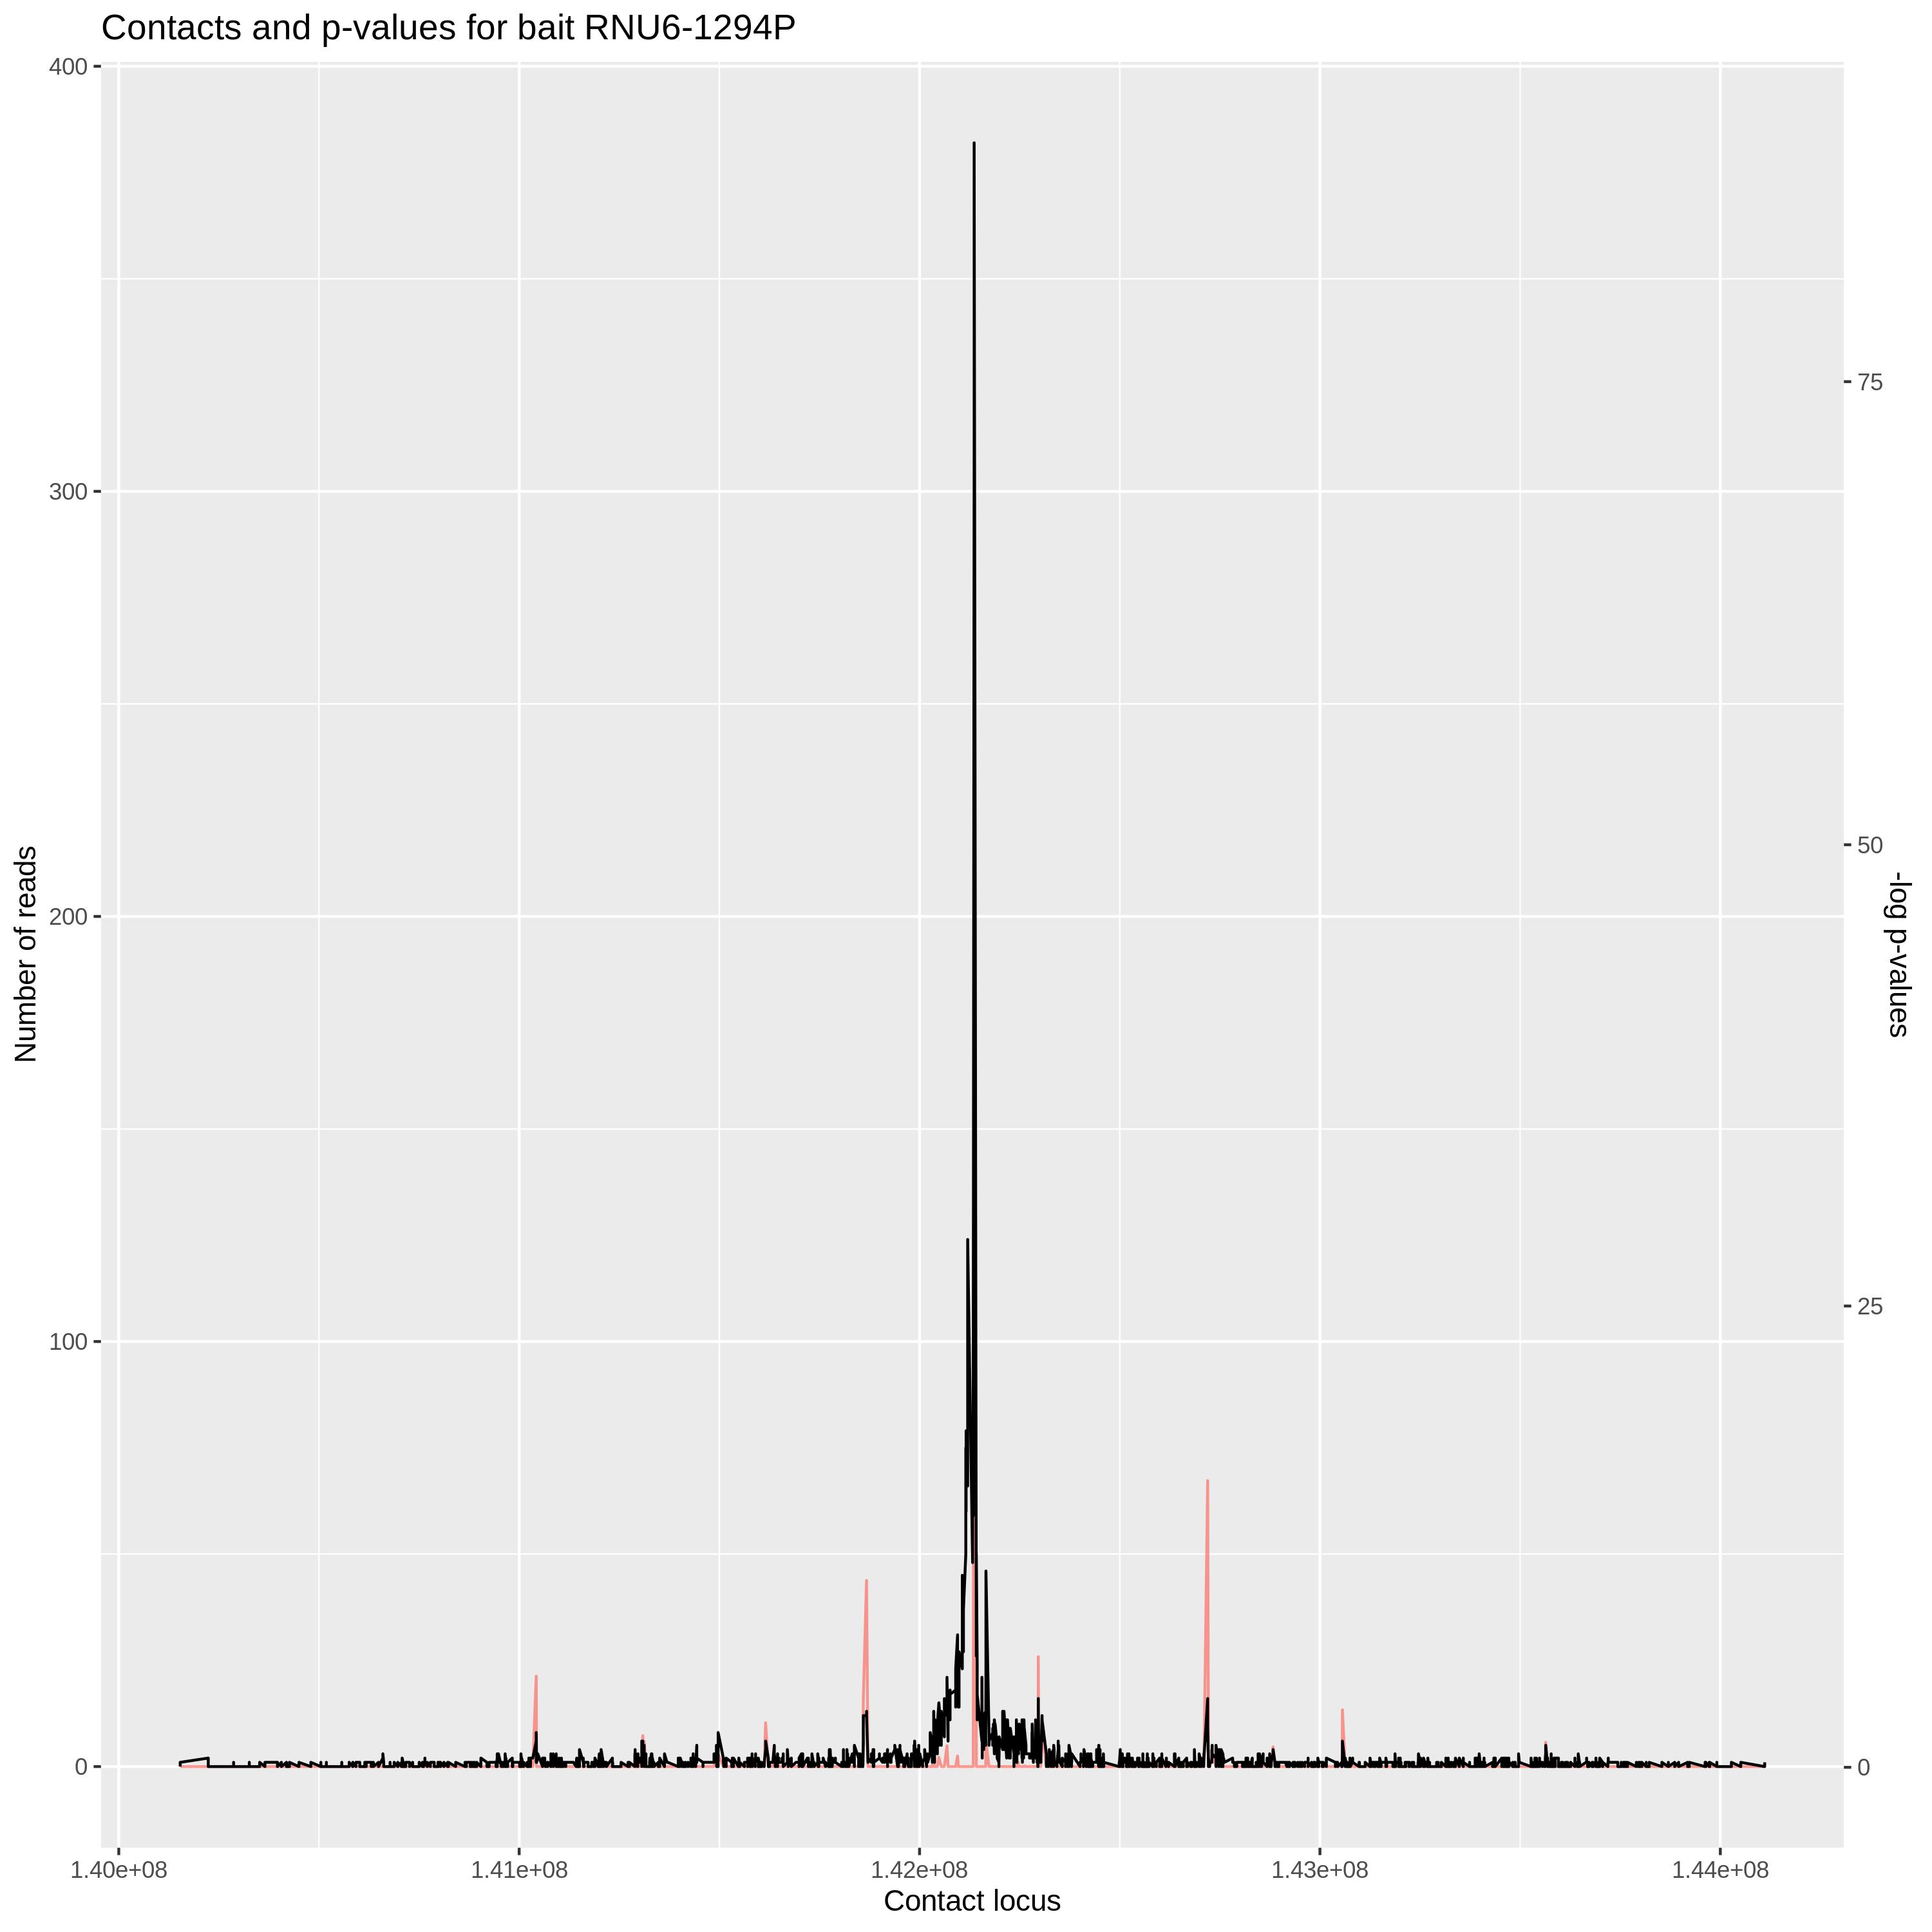 Contacts and p-values for bait RNU6-1294P
400
300
200
100
0
Number of reads
75
50
25
0
-log p-values
1.40e+08
1.41e+08
1.42e+08
1.43e+08
1.44e+08
Contact locus